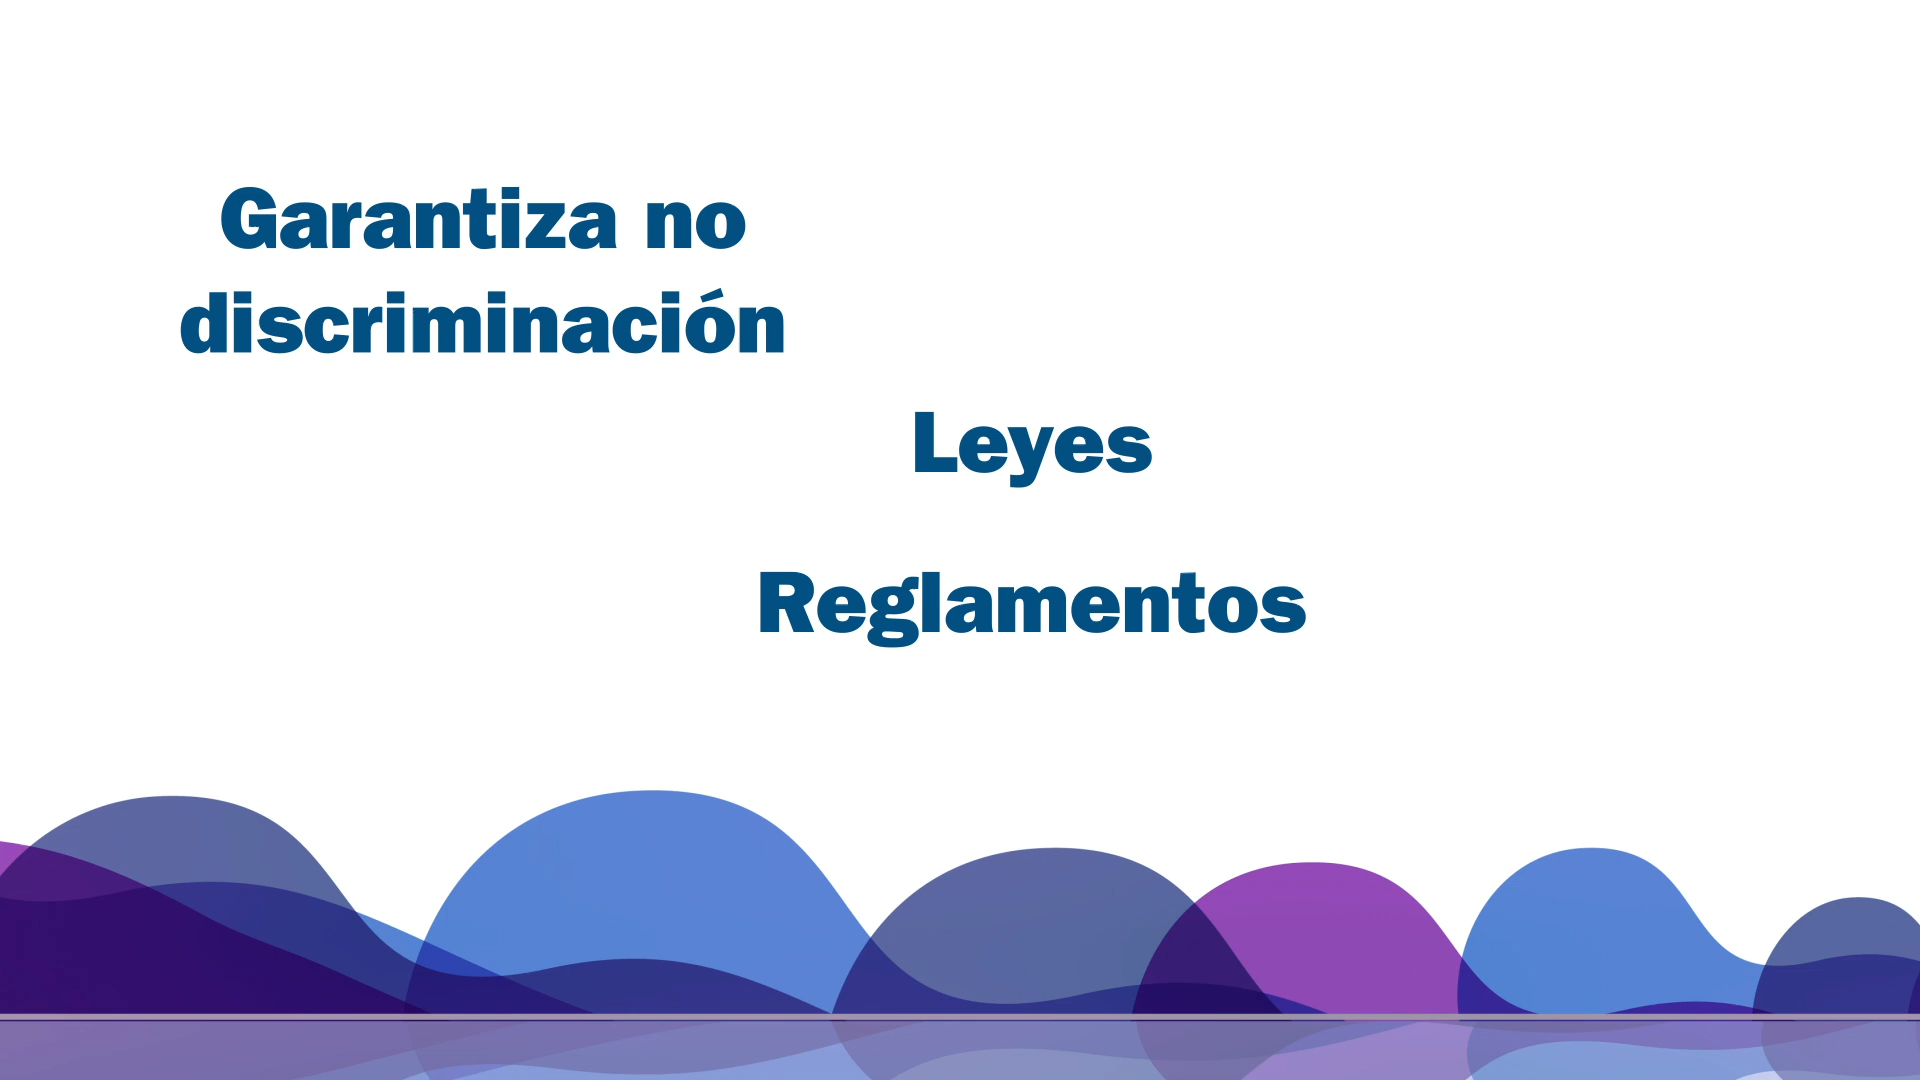 Garantiza no
discriminación
Leyes
Reglamentos